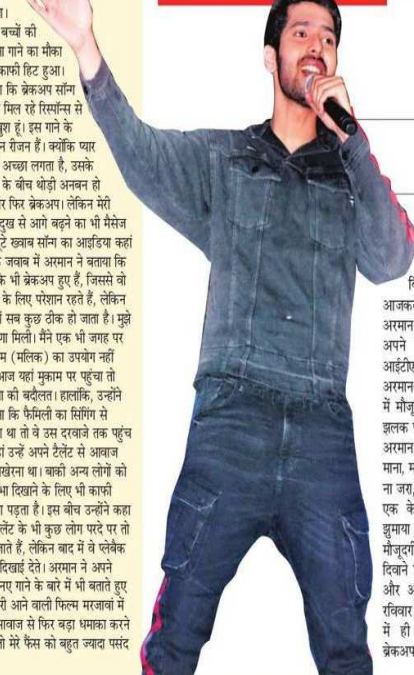 ।
बच्चों की
ा गाने का मौका
काफी हिट हुआ।
ा कि ब्रेकअप सॉन्ग
मिल रहे रिस्पॉन्स से
ुश हूं। इस गाने के
न रीजन हैं। क्योंकि प्यार
अच्छा लगता है, उसके
के बीच थोड़ी अनबन हो
र फिर ब्रेकअप। लेकिन मेरी
दुख से आगे बढ़ने का भी मैसेज
टे ख्वाब सॉन्ग का आइडिया कहां
जवाब में अरमान ने बताया कि
के भी ब्रेकअप हुए हैं, जिससे वो
के लिए परेशान रहते हैं, लेकिन
ं सब कुछ ठीक हो जाता है। मुझे
णा मिली। मैंने एक भी जगह पर
म (मलिक) का उपयोग नहीं
आज यहां मुकाम पर पहुंचा तो
ा की बदौलत। हालांकि, उन्होंने
ा कि फैमिली का सिंगिंग से
ा था तो वे उस दरवाजे तक पहुंच
हां उन्हें अपने टैलेंट से आवाज
खेरना था। बाकी अन्य लोगों को
भा दिखाने के लिए भी काफी
ा पड़ता है। इस बीच उन्होंने कहा
लेंट के भी कुछ लोग परदे पर तो
ाते हैं, लेकिन बाद में वे प्लेबैक
दिखाई देते। अरमान ने अपने
नए गाने के बारे में भी बताते हुए
री आने वाली फिल्म मरजावां में
भावाज से फिर बड़ा धमाका करने
ो मेरे फैंस को बहुत ज्यादा पसंद
आजक
अरमान
अपने
आईटीए
अरमान
में मौजू
झलक
अरमान
माना, म
ना जरा,
एक के
झुमाया
मौजूदगी
दिवाने
और अ
रविवार
में ही
ब्रेकअप